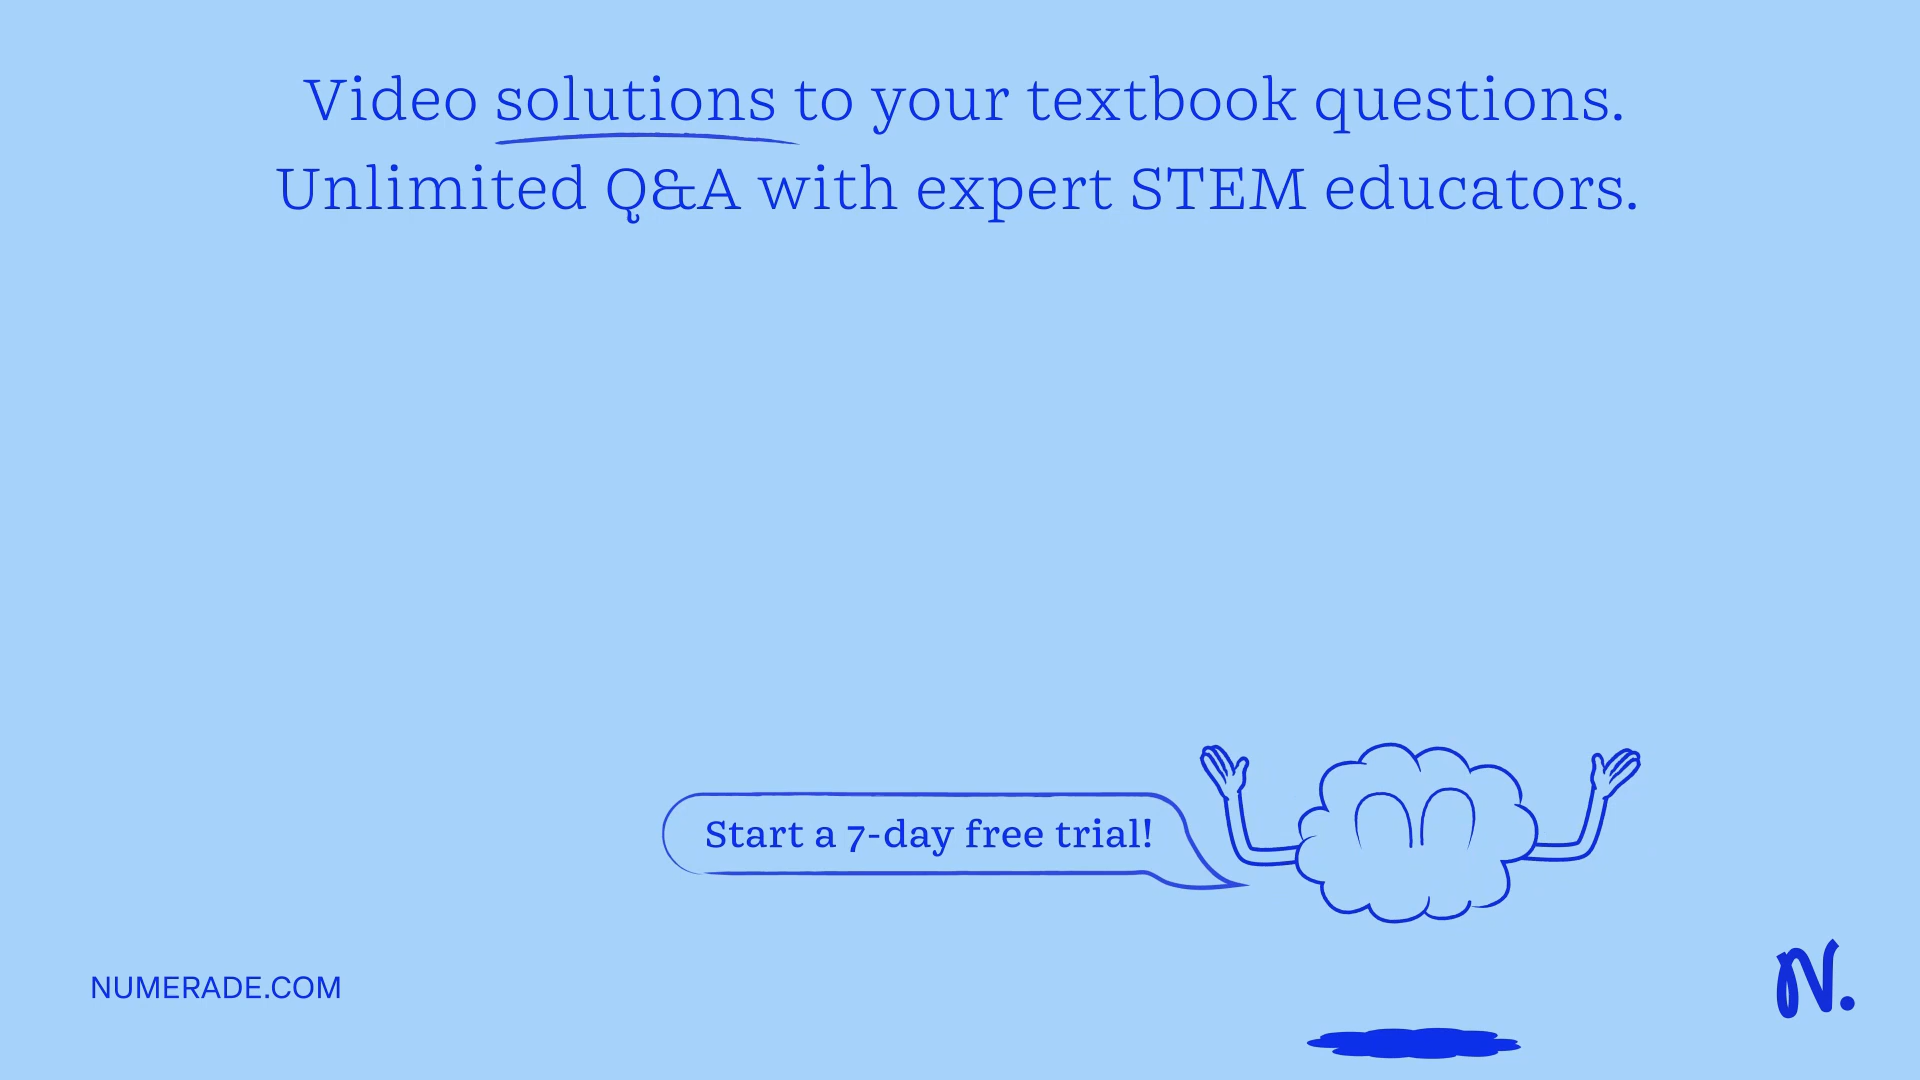 Video solutions to your textbook questions.
Unlimited Q&A with expert STEM educators.
Start a 7-day free trial!
NUMERADE.COM
N.